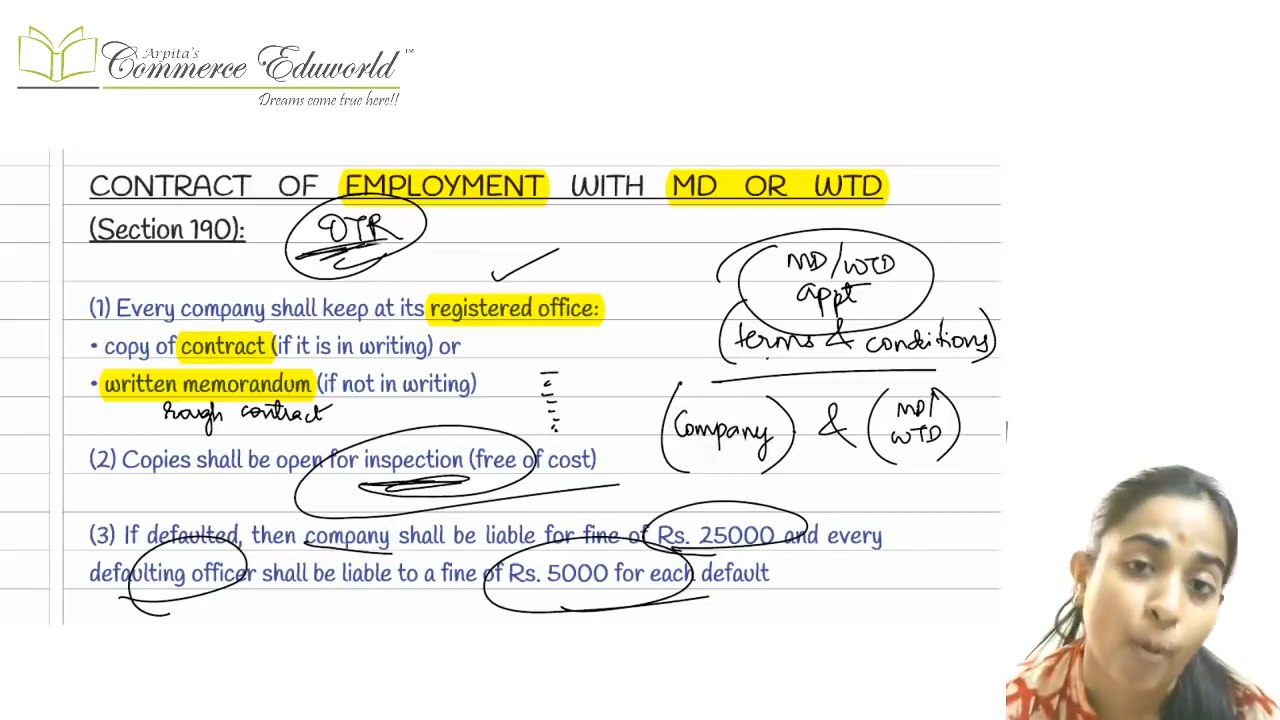 Arpita's
Commerce Eduworld™
Dreams come true here!!
CONTRACT OF EMPLOYMENT WITH MD OR WTD
(Section 190):
OTR
MD/WTD
appt
(1) Every company shall keep at its registered office:
(terms & conditions)
• copy of contract (if it is in writing) or
• written memorandum (if not in writing)
rough contract
(Company) & (MD/
WTD)
(2) Copies shall be open for inspection (free of cost)
(3) If defaulted, then company shall be liable for fine of Rs. 25000 and every
defaulting officer shall be liable to a fine of Rs. 5000 for each default